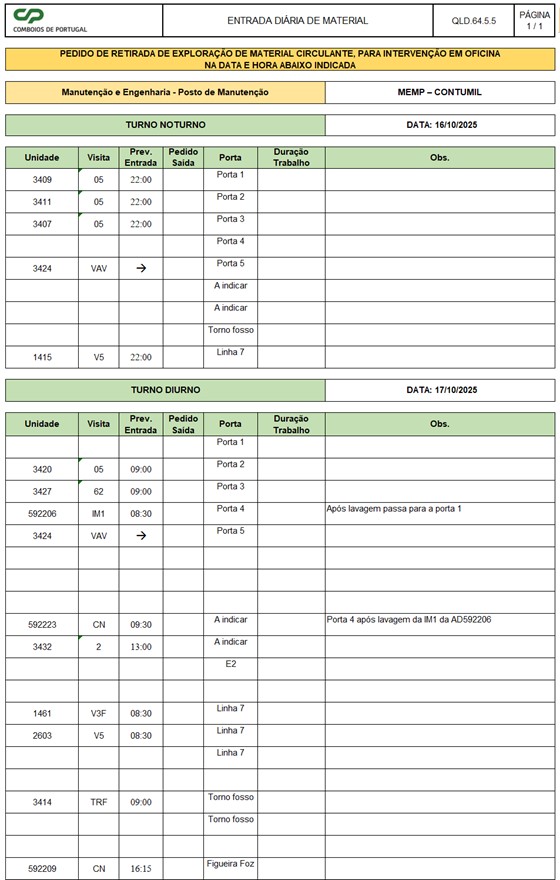 CP
COMBOIOS DE PORTUGAL
ENTRADA DIÁRIA DE MATERIAL
QLD.64.5.5
PÁGINA
1 / 1
PEDIDO DE RETIRADA DE EXPLORAÇÃO DE MATERIAL CIRCULANTE, PARA INTERVENÇÃO EM OFICINA
NA DATA E HORA ABAIXO INDICADA
Manutenção e Engenharia - Posto de Manutenção MEMP – CONTUMIL
TURNO NOTURNO DATA: 16/10/2025
Unidade Visita Prev. Entrada Pedido Saída Porta Duração Trabalho Obs.
3409 05 22:00 Porta 1
3411 05 22:00 Porta 2
3407 05 22:00 Porta 3
Porta 4
3424 VAV → Porta 5
A indicar
A indicar
Torno fosso
1415 V5 22:00 Linha 7
TURNO DIURNO DATA: 17/10/2025
Unidade Visita Prev. Entrada Pedido Saída Porta Duração Trabalho Obs.
Porta 1
3420 05 09:00 Porta 2
3427 62 09:00 Porta 3
592206 IM1 08:30 Porta 4 Após lavagem passa para a porta 1
3424 VAV → Porta 5
592223 CN 09:30 A indicar Porta 4 após lavagem da IM1 da AD592206
3432 2 13:00 A indicar
E2
1461 V3F 08:30 Linha 7
2603 V5 08:30 Linha 7
Linha 7
3414 TRF 09:00 Torno fosso
Torno fosso
592209 CN 16:15 Figueira Foz